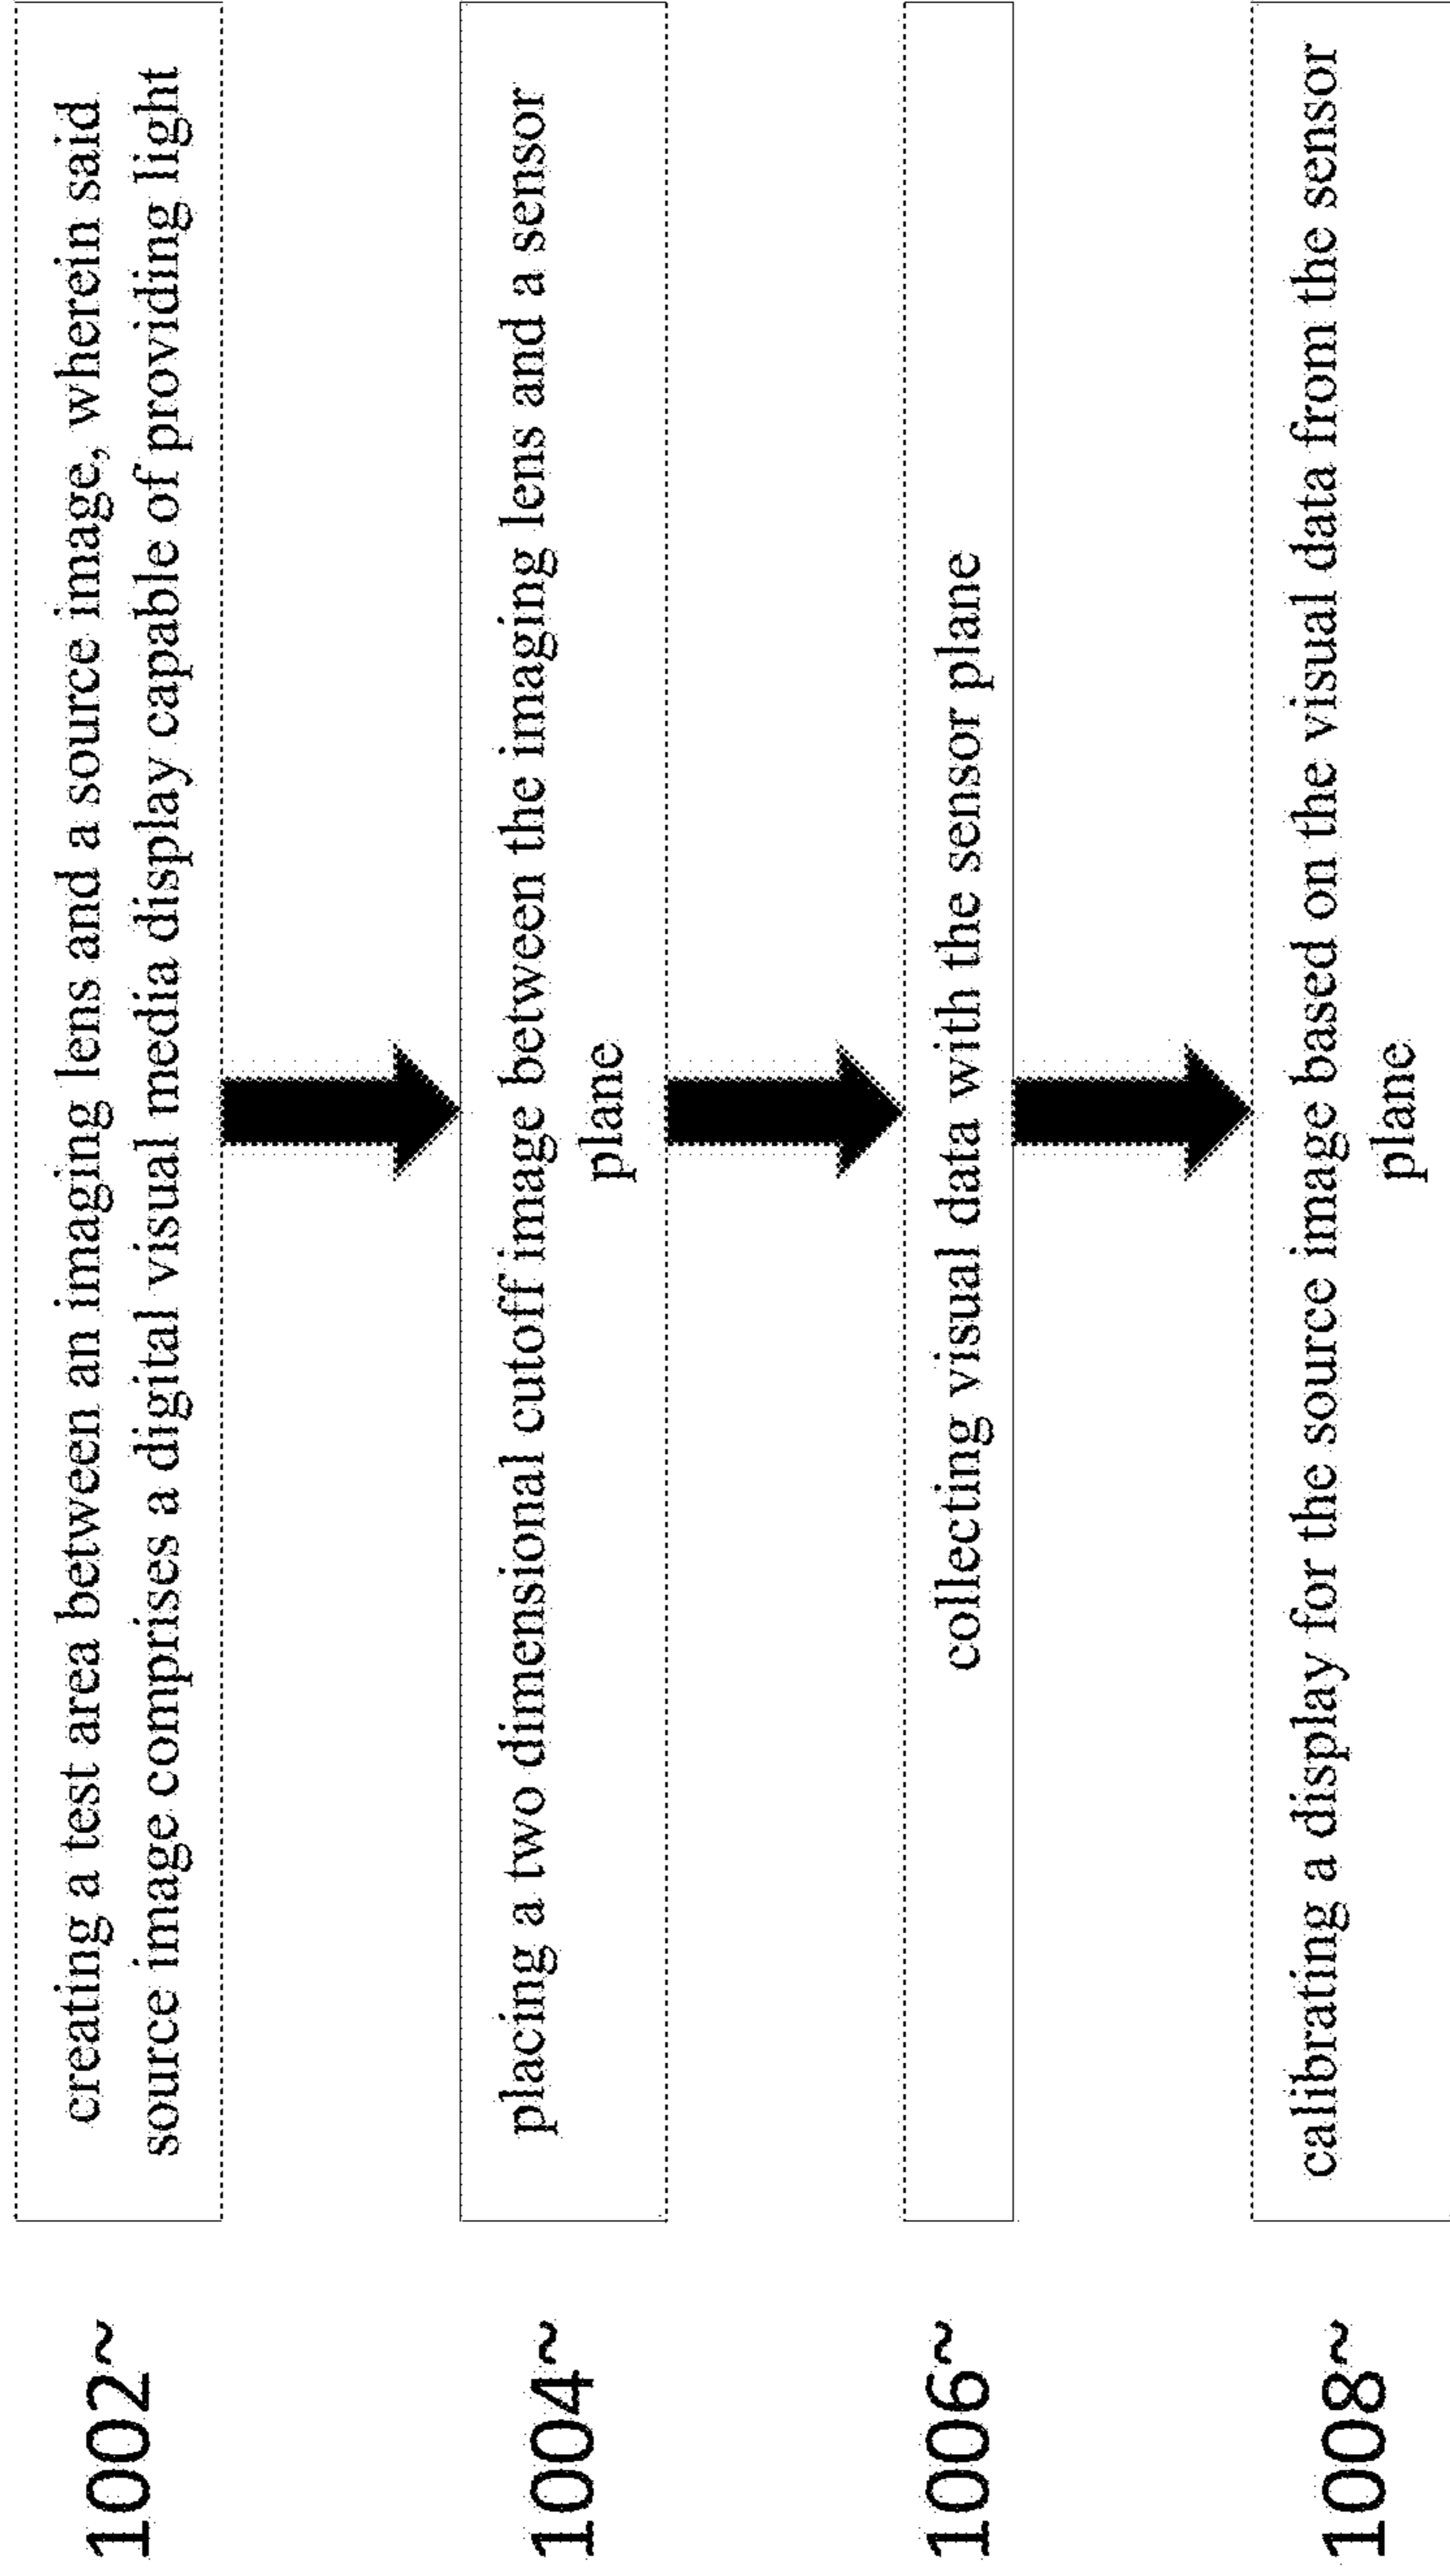 1002~
creating a test area between an imaging lens and a source image, wherein said
source image comprises a digital visual media display capable of providing light
1004~
placing a two dimensional cutoff image between the imaging lens and a sensor
plane
1006~
collecting visual data with the sensor plane
1008~
calibrating a display for the source image based on the visual data from the sensor
plane